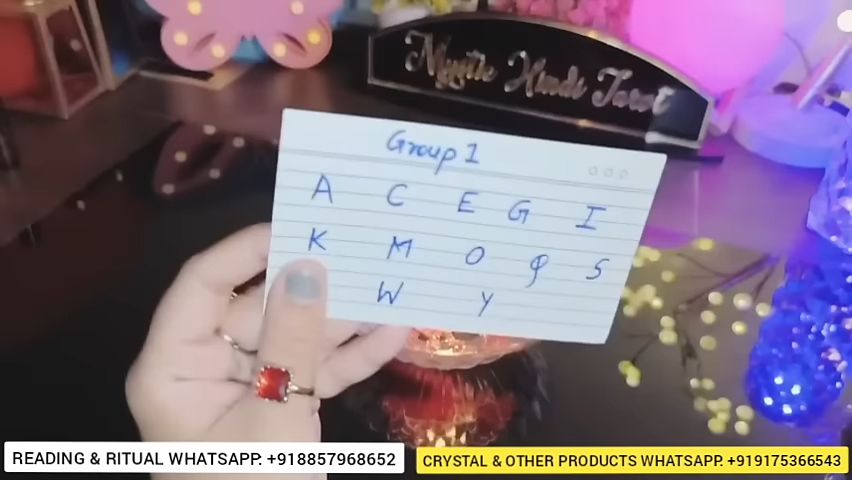 Mystic Hindi Tarot
Group 1
A C E G I
K M O Q S
W Y
READING & RITUAL WHATSAPP: +918857968652
CRYSTAL & OTHER PRODUCTS WHATSAPP: +919175366543